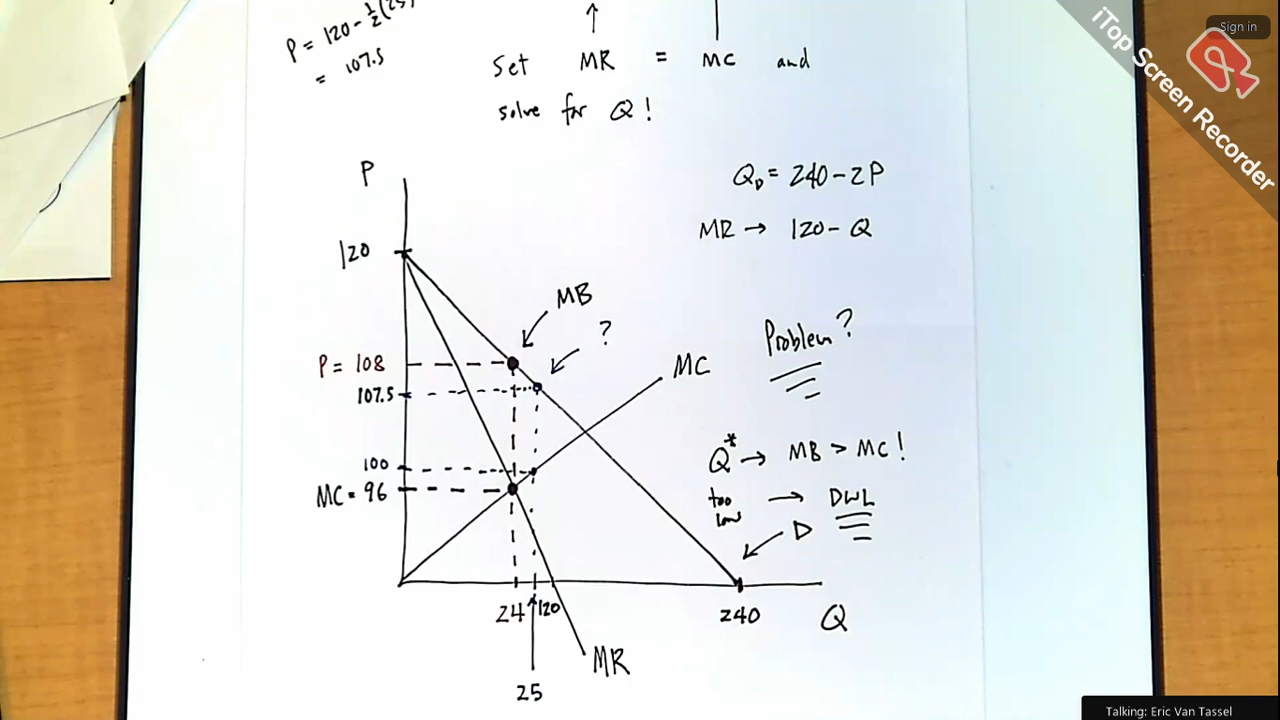 P = 120 - ½(25)
= 107.5
Set MR = MC and
solve for Q!
iTop Screen Recorder
Sign in
P
Q_D = 240 - 2P
MR → 120 - Q
120
MB
?
Problem?
P = 108
107.5
MC
Q* → MB > MC!
100
MC = 96
too low → DWL
D
24
120
240
Q
MR
25
Talking: Eric Van Tassel